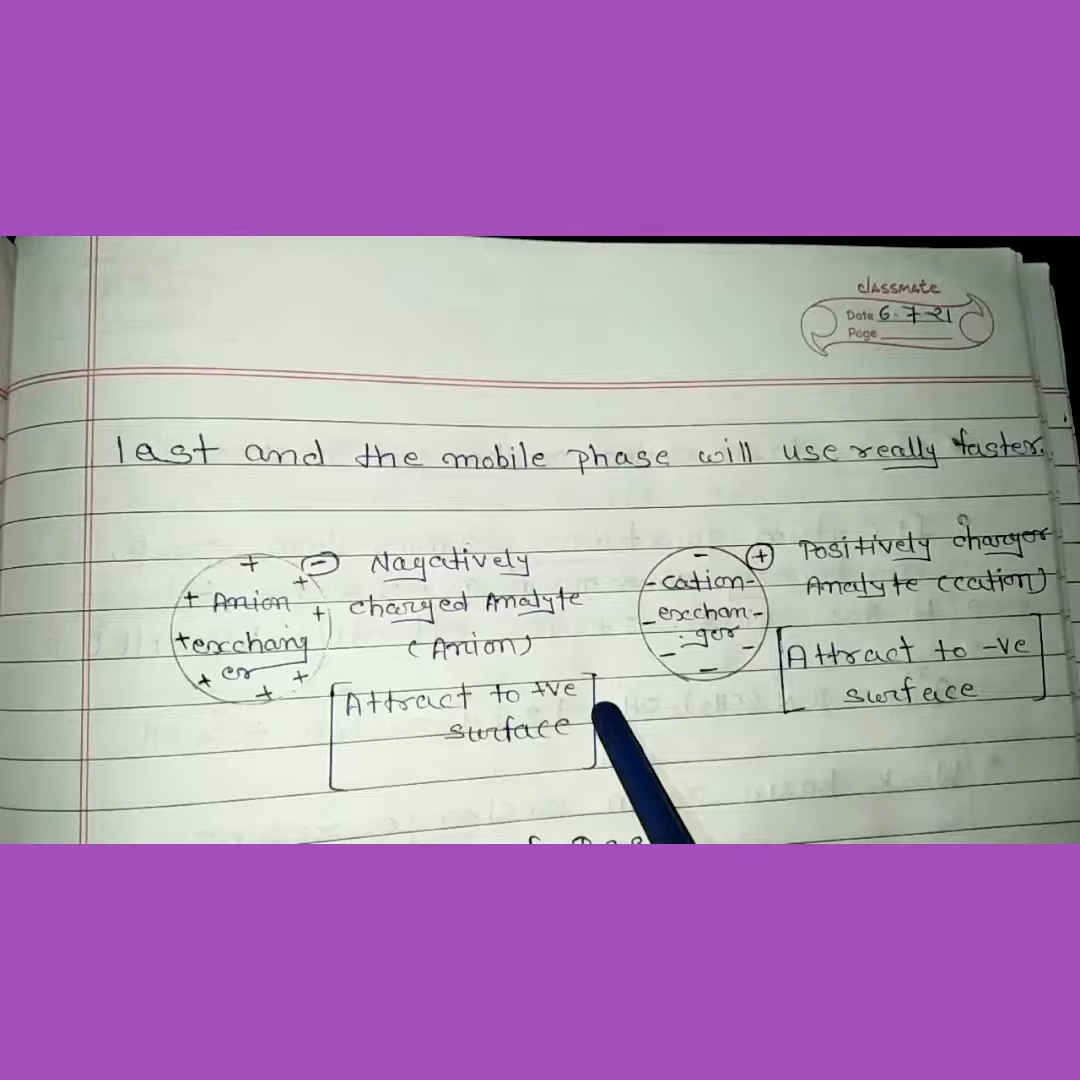 classmate
Date 6-7-21
Page
last and the mobile phase will use really faster.
+ Anion +
+exchang
er
- Nagatively
charged Analyte
(Anion)
[Attract to +ve
surface]
-cation-
-exchan-
ger
+ Positively charger
Analyte (cation)
[Attract to -ve
surface]